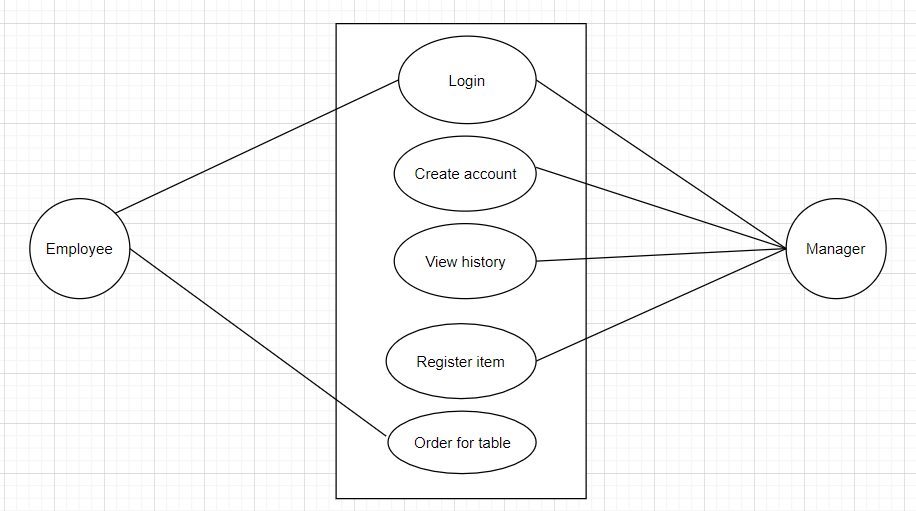 Login
Create account
Employee
View history
Manager
Register item
Order for table